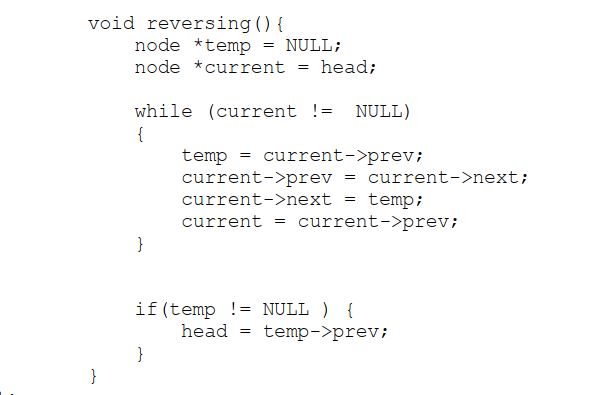 void reversing(){
node *temp = NULL;
node *current = head;
while (current !=  NULL)
{
temp = current->prev;
current->prev = current->next;
current->next = temp;
current = current->prev;
}
if(temp != NULL ) {
head = temp->prev;
}
}